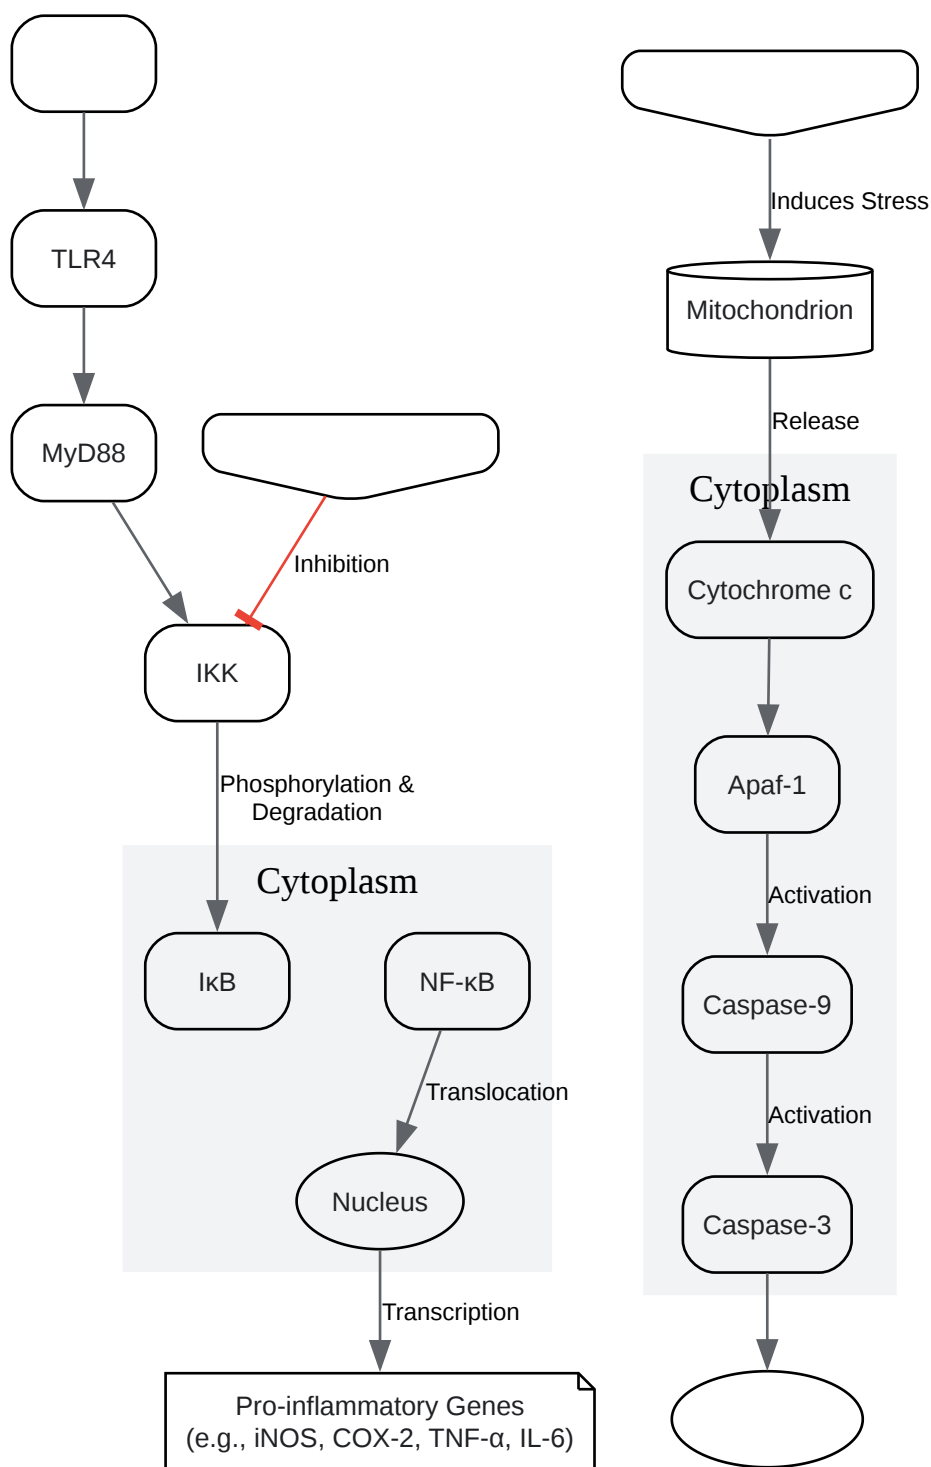 TLR4
MyD88
Inhibition
IKK
Phosphorylation &
Degradation
Cytoplasm
IκB
NF-κB
Translocation
Nucleus
Transcription
Pro-inflammatory Genes
(e.g., iNOS, COX-2, TNF-α, IL-6)
Induces Stress
Mitochondrion
Release
Cytoplasm
Cytochrome c
Apaf-1
Activation
Caspase-9
Activation
Caspase-3